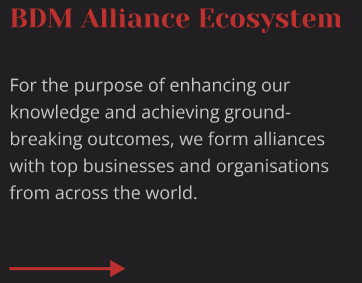 BDM Alliance Ecosystem
For the purpose of enhancing our
knowledge and achieving ground-
breaking outcomes, we form alliances
with top businesses and organisations
from across the world.